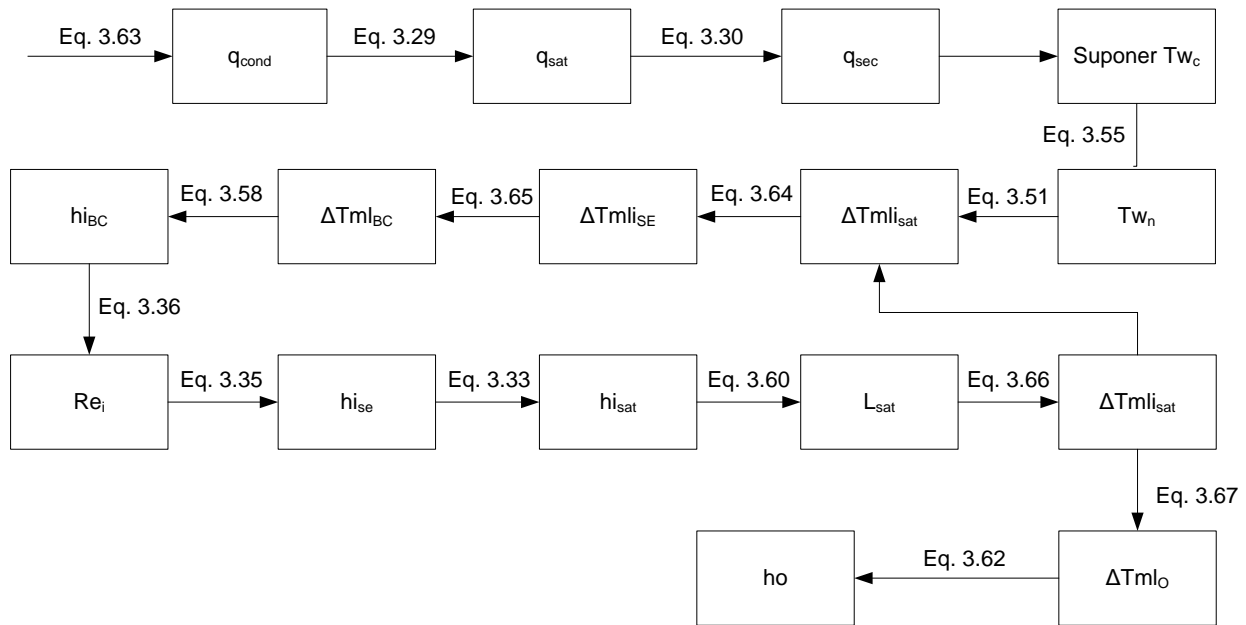 Eq. 3.63
q_cond
Eq. 3.29
q_sat
Eq. 3.30
q_sec
Suponer Tw_c
Eq. 3.55
hi_BC
Eq. 3.58
ΔTml_BC
Eq. 3.65
ΔTmli_SE
Eq. 3.64
ΔTmli_sat
Eq. 3.51
Tw_n
Eq. 3.36
Re_i
Eq. 3.35
hi_se
Eq. 3.33
hi_sat
Eq. 3.60
L_sat
Eq. 3.66
ΔTmli_sat
Eq. 3.67
ho
Eq. 3.62
ΔTml_O